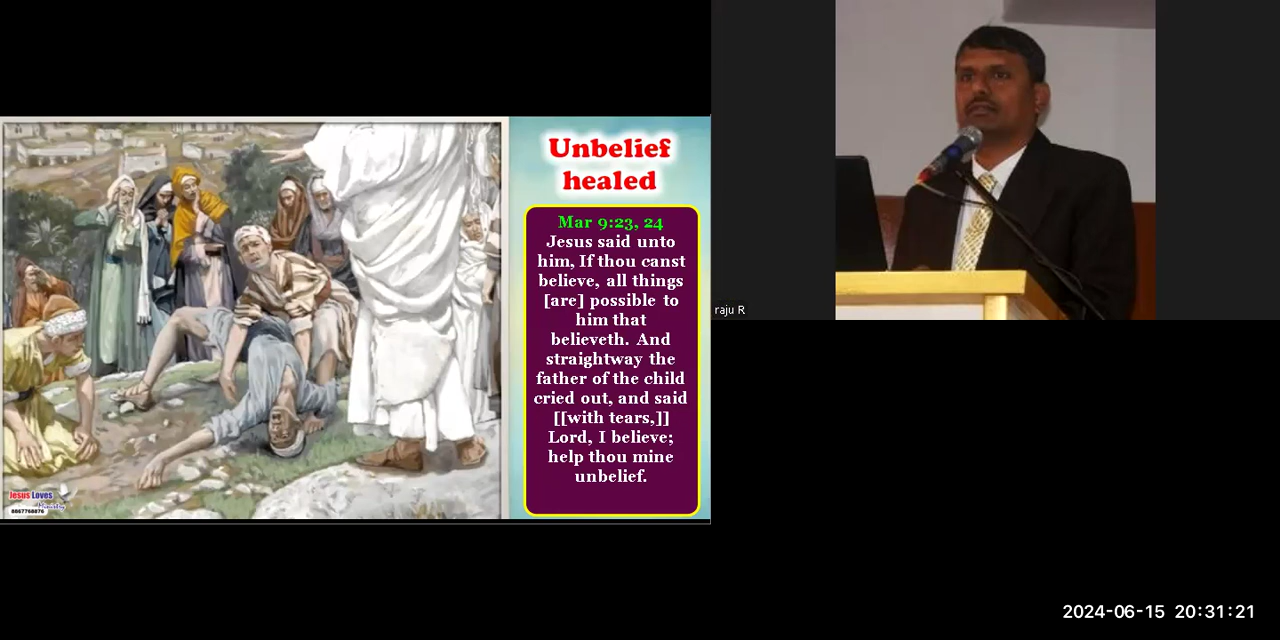 Unbelief
healed
Mar 9:23, 24
Jesus said unto
him, If thou canst
believe, all things
[are] possible to
him that
believeth. And
straightway the
father of the child
cried out, and said
[[with tears,]]
Lord, I believe;
help thou mine
unbelief.
Jesus Loves
Ministry
8867768876
raju R
2024-06-15 20:31:21